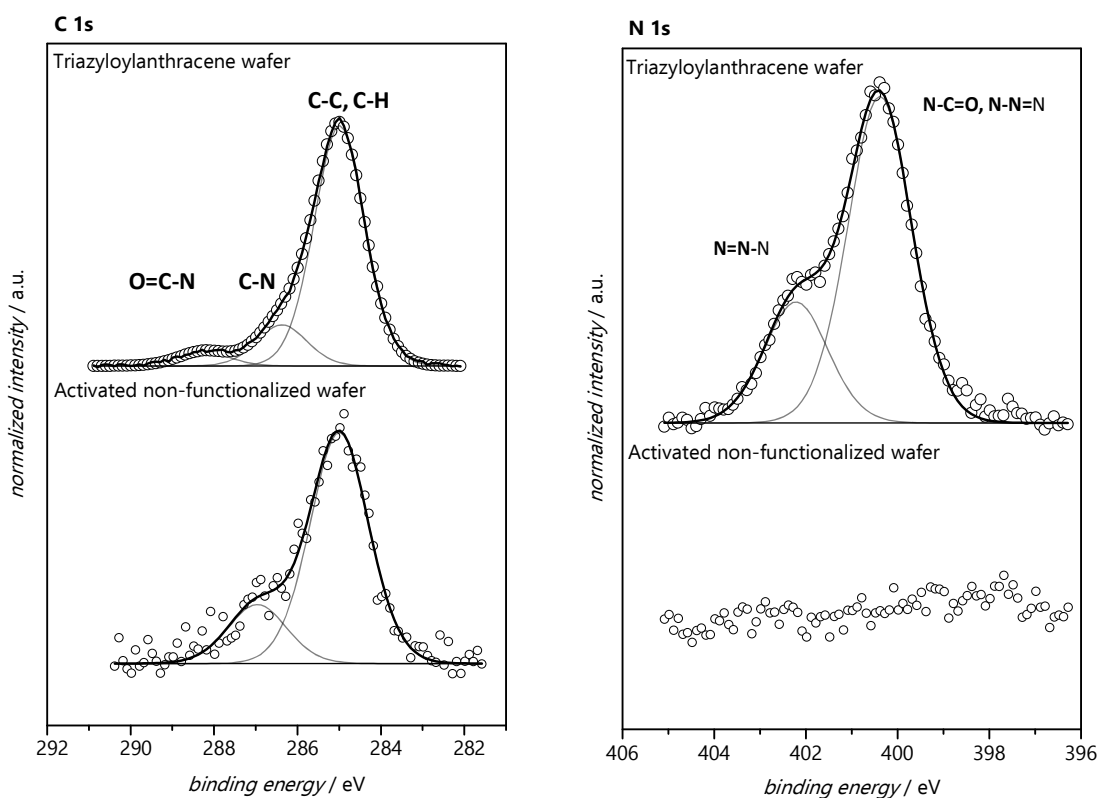 C 1s
Triazyloylanthracene wafer
C-C, C-H
O=C-N
C-N
Activated non-functionalized wafer
normalized intensity / a.u.
292 290 288 286 284 282
binding energy / eV
N 1s
Triazyloylanthracene wafer
N-C=O, N-N=N
N=N-N
Activated non-functionalized wafer
normalized intensity / a.u.
406 404 402 400 398 396
binding energy / eV